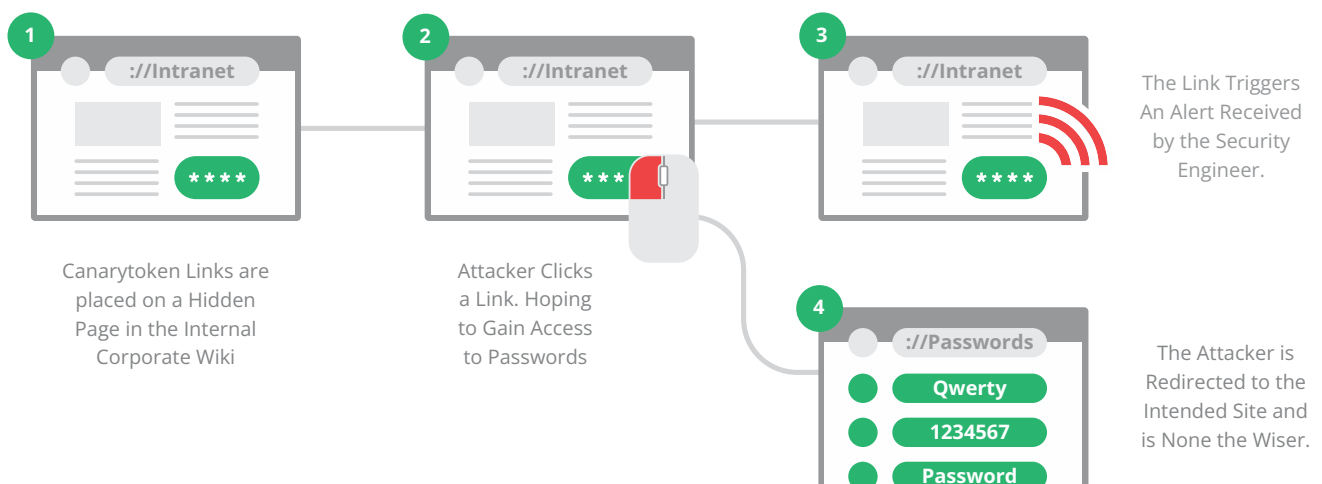 1
://Intranet
****
Canarytoken Links are
placed on a Hidden
Page in the Internal
Corporate Wiki
2
://Intranet
***
Attacker Clicks
a Link. Hoping
to Gain Access
to Passwords
3
://Intranet
****
The Link Triggers
An Alert Received
by the Security
Engineer.
4
://Passwords
Qwerty
1234567
Password
The Attacker is
Redirected to the
Intended Site and
is None the Wiser.